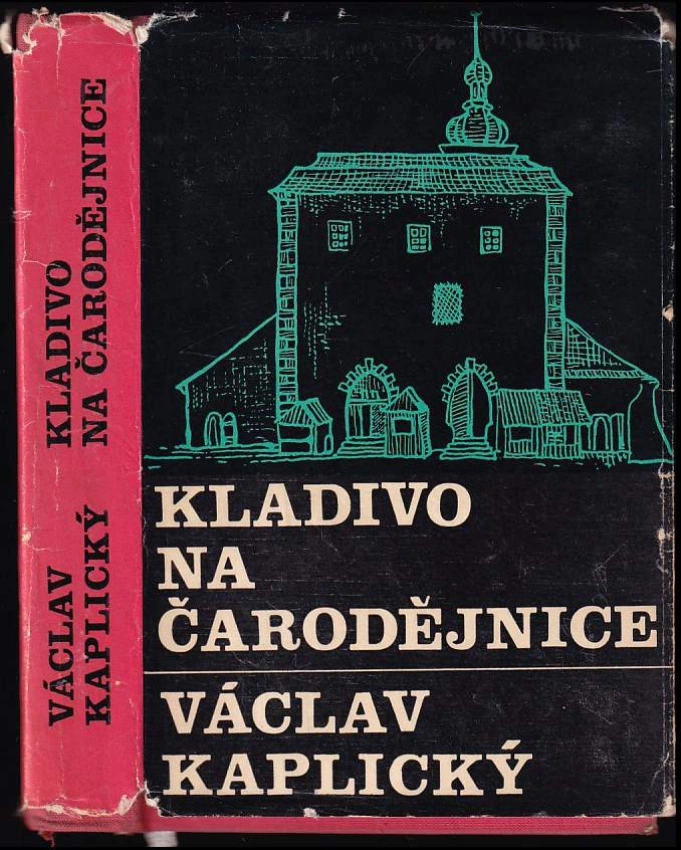 KLADIVO
NA ČARODĚJNICE
VÁCLAV
KAPLICKÝ
KLADIVO
NA
ČARODĚJNICE
VÁCLAV
KAPLICKÝ